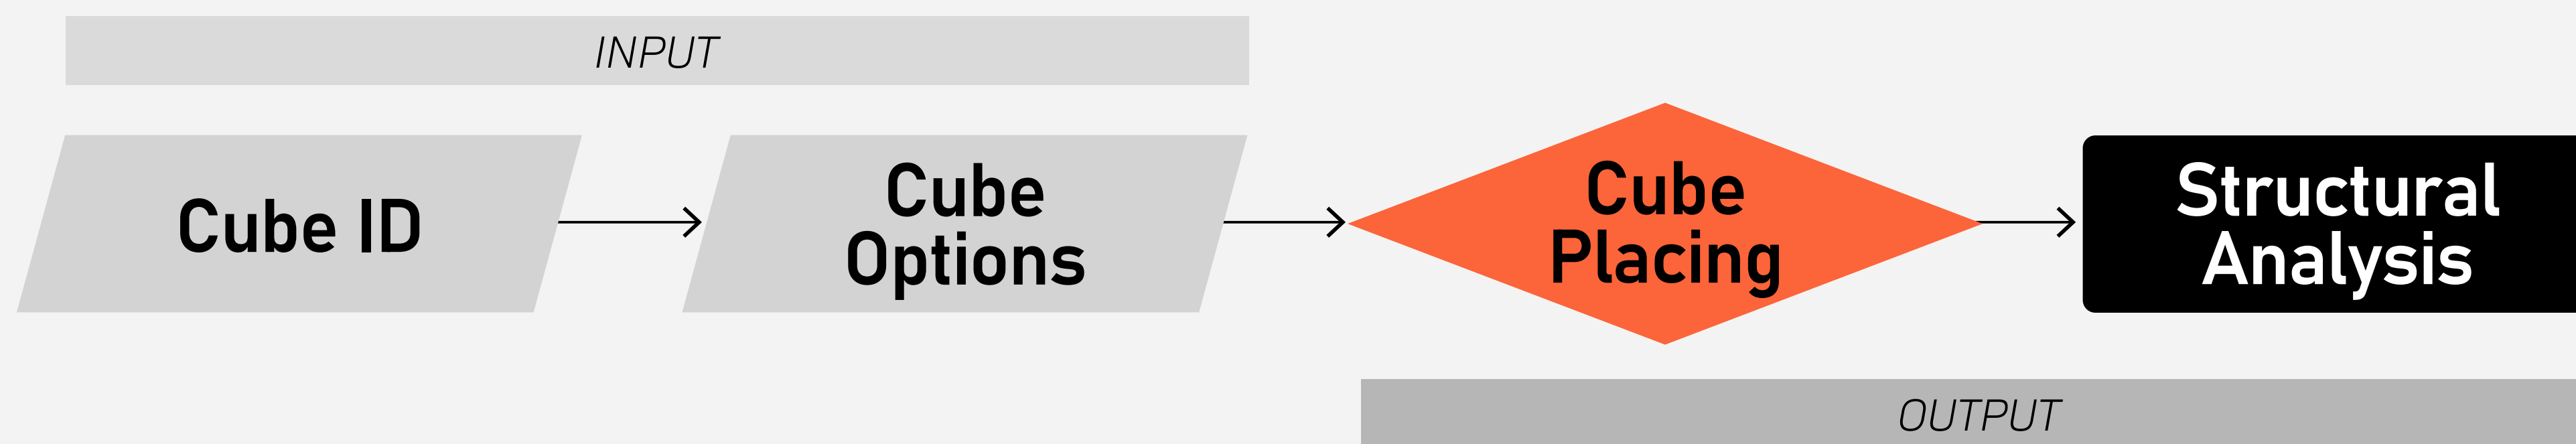 INPUT
Cube ID
Cube
Options
Cube
Placing
Structural
Analysis
OUTPUT